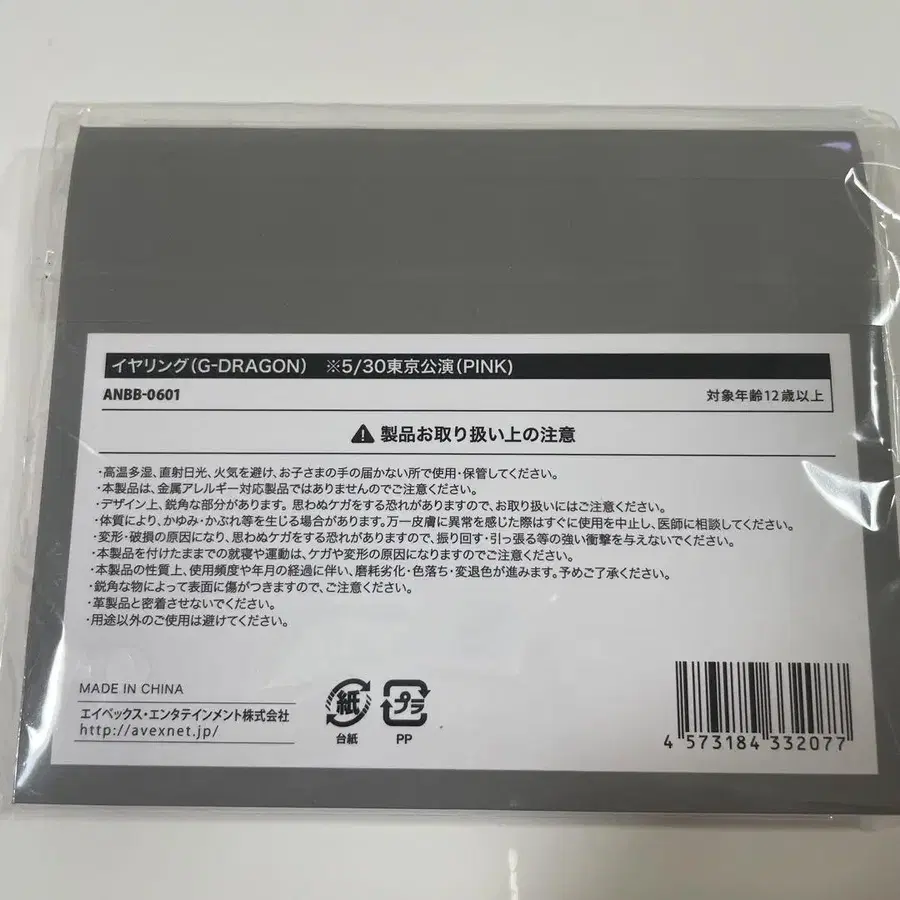 イヤリング(G-DRAGON) ※5/30東京公演(PINK)
ANBB-0601 対象年齢12歳以上
製品お取り扱い上の注意
・高温多湿、直射日光、火気を避け、お子さまの手の届かない所で使用・保管してください。
・本製品は、金属アレルギー対応製品ではありませんのでご注意ください。
・デザイン上、鋭角な部分があります。思わぬケガをする恐れがありますので、お取り扱いにはご注意ください。
・体質により、かゆみ・かぶれ等を生じる場合があります。万一皮膚に異常を感じた際はすぐに使用を中止し、医師に相談してください。
・変形・破損の原因になり、思わぬケガをする恐れがありますので、振り回す・引っ張る等の強い衝撃を与えないでください。
・本製品を付けたままでの就寝や運動は、ケガや変形の原因になりますのでご注意ください。
・本製品の性質上、使用頻度や年月の経過に伴い、磨耗劣化・色落ち・変退色が進みます。予めご了承ください。
・鋭角な物によって表面に傷がつきますので、ご注意ください。
・革製品と密着させないでください。
・用途以外のご使用は避けてください。
MADE IN CHINA
エイベックス・エンタテインメント株式会社
http://avexnet.jp/
紙
台紙
プラ
PP
4 573184 332077